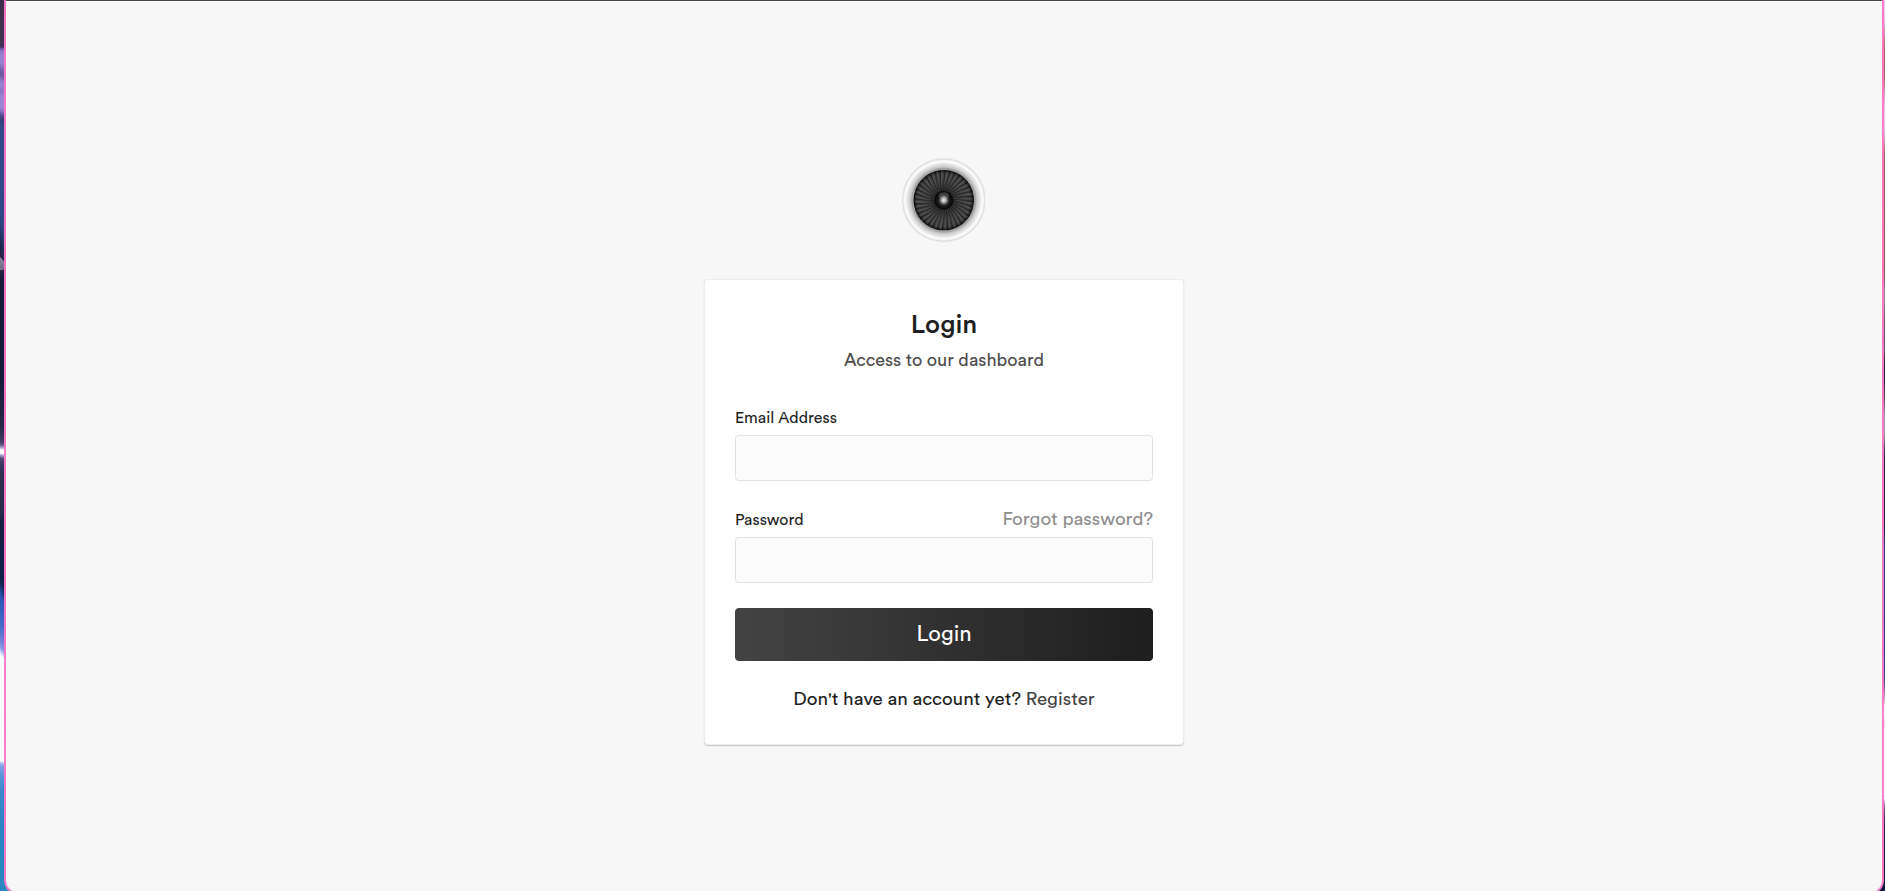 Login
Access to our dashboard
Email Address
Password Forgot password?
Login
Don't have an account yet? Register